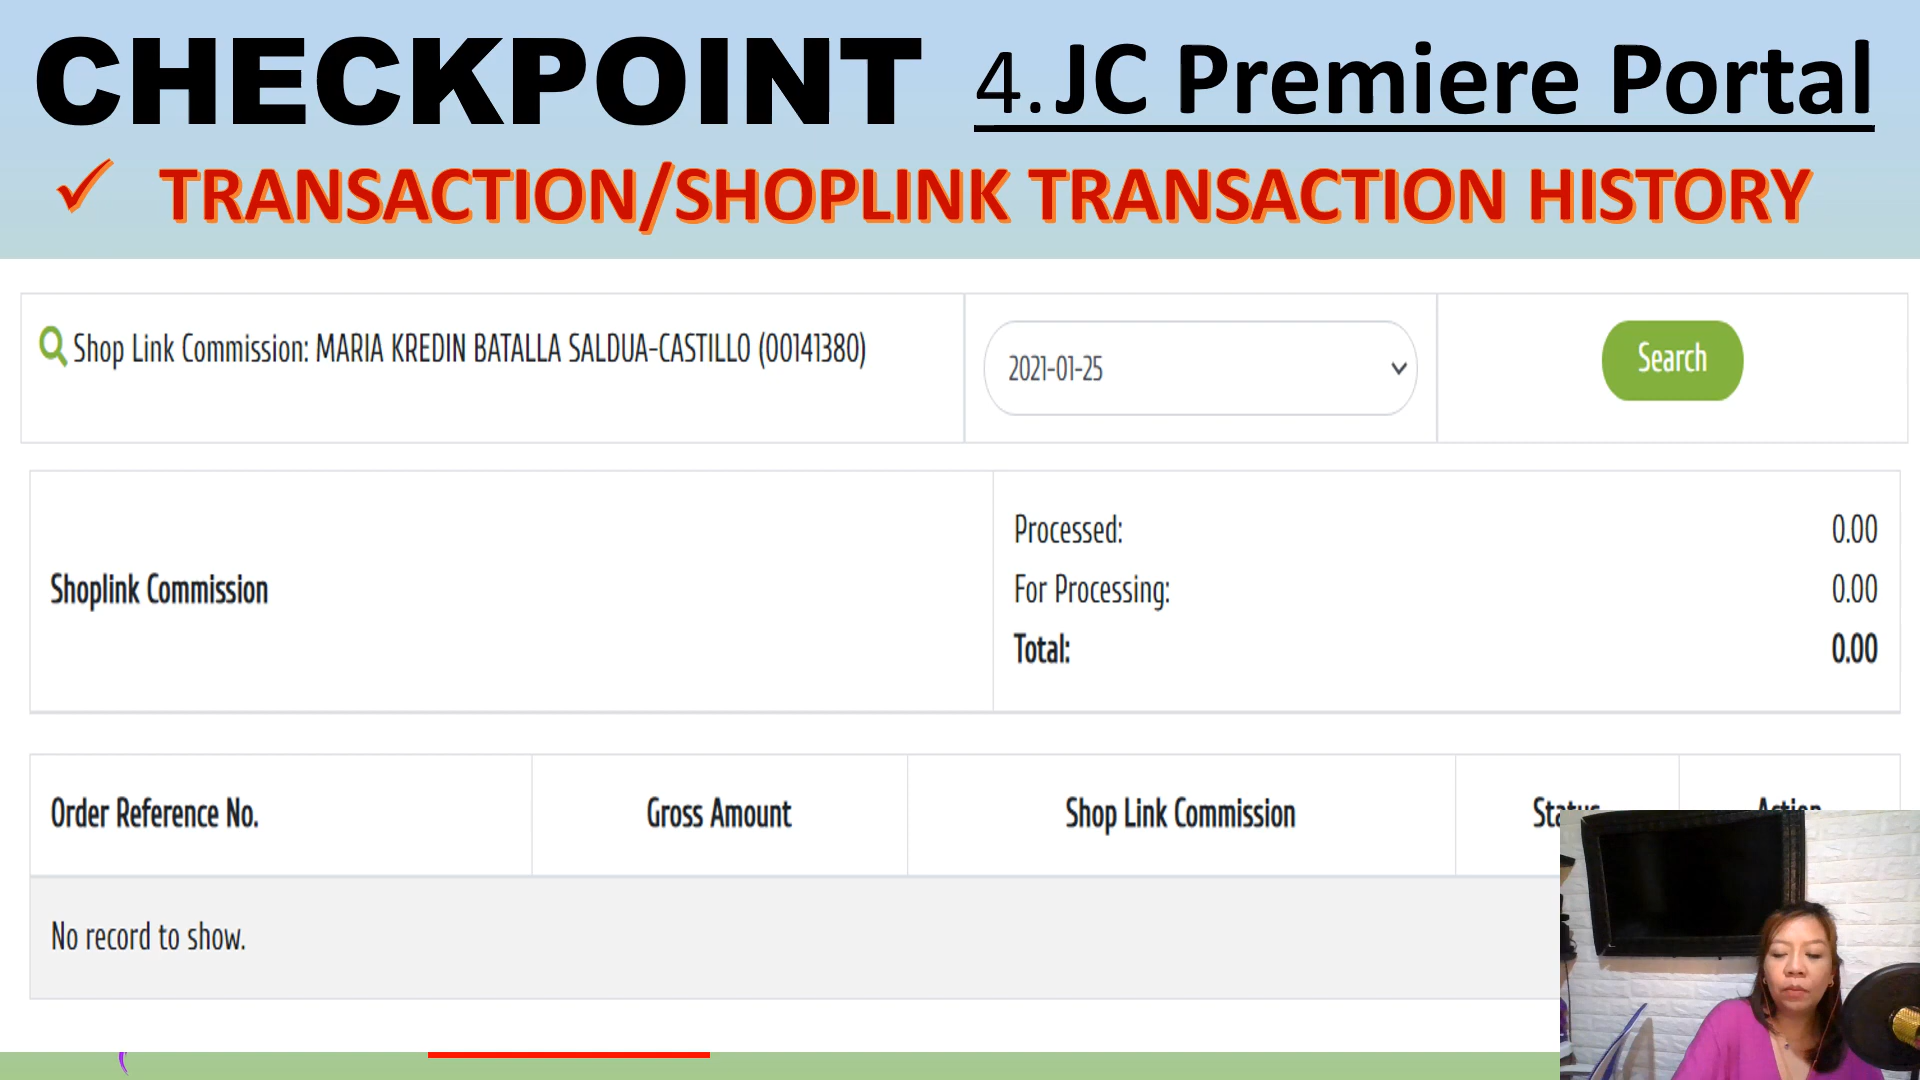 CHECKPOINT 4. JC Premiere Portal
✓ TRANSACTION/SHOPLINK TRANSACTION HISTORY
Shop Link Commission: MARIA KREDIN BATALLA SALDUA-CASTILLO (00141380) 2021-01-25 Search
Processed: 0.00
Shoplink Commission For Processing: 0.00
Total: 0.00
Order Reference No. Gross Amount Shop Link Commission Status Action
No record to show.